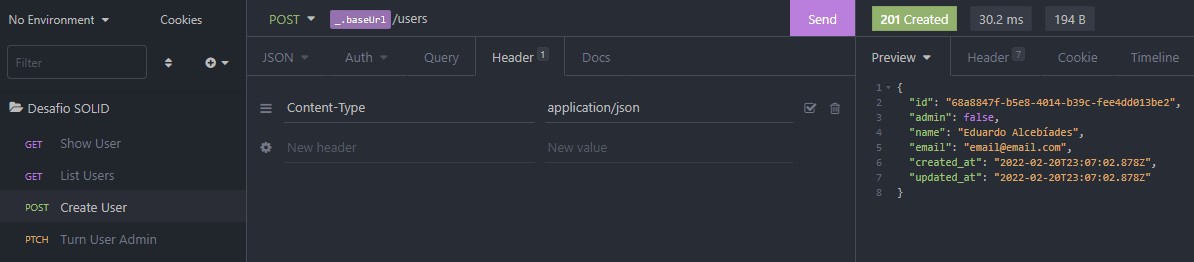 No Environment Cookies
Filter
Desafio SOLID
GET Show User
GET List Users
POST Create User
PTCH Turn User Admin
POST _.baseUrl /users Send
JSON Auth Query Header 1 Docs
Content-Type application/json
New header New value
201 Created 30.2 ms 194 B
Preview Header 7 Cookie Timeline
1 {
2 "id": "68a8847f-b5e8-4014-b39c-fee4dd013be2",
3 "admin": false,
4 "name": "Eduardo Alcebíades",
5 "email": "email@email.com",
6 "created_at": "2022-02-20T23:07:02.878Z",
7 "updated_at": "2022-02-20T23:07:02.878Z"
8 }